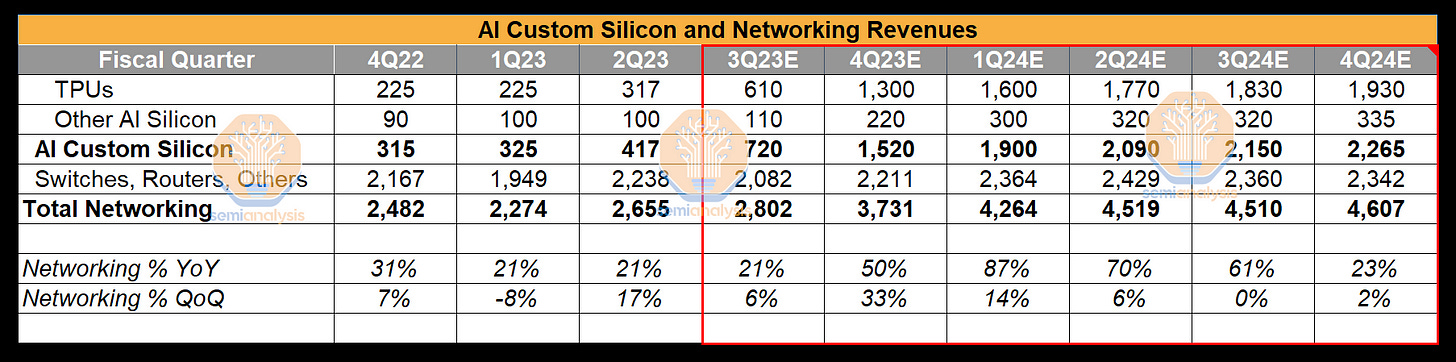 AI Custom Silicon and Networking Revenues
Fiscal Quarter 4Q22 1Q23 2Q23 3Q23E 4Q23E 1Q24E 2Q24E 3Q24E 4Q24E
TPUs 225 225 317 610 1,300 1,600 1,770 1,830 1,930
Other AI Silicon 90 100 100 110 220 300 320 320 335
AI Custom Silicon 315 325 417 720 1,520 1,900 2,090 2,150 2,265
Switches, Routers, Others 2,167 1,949 2,238 2,082 2,211 2,364 2,429 2,360 2,342
Total Networking 2,482 2,274 2,655 2,802 3,731 4,264 4,519 4,510 4,607
semianalysis semianalysis semianalysis
Networking % YoY 31% 21% 21% 21% 50% 87% 70% 61% 23%
Networking % QoQ 7% -8% 17% 6% 33% 14% 6% 0% 2%